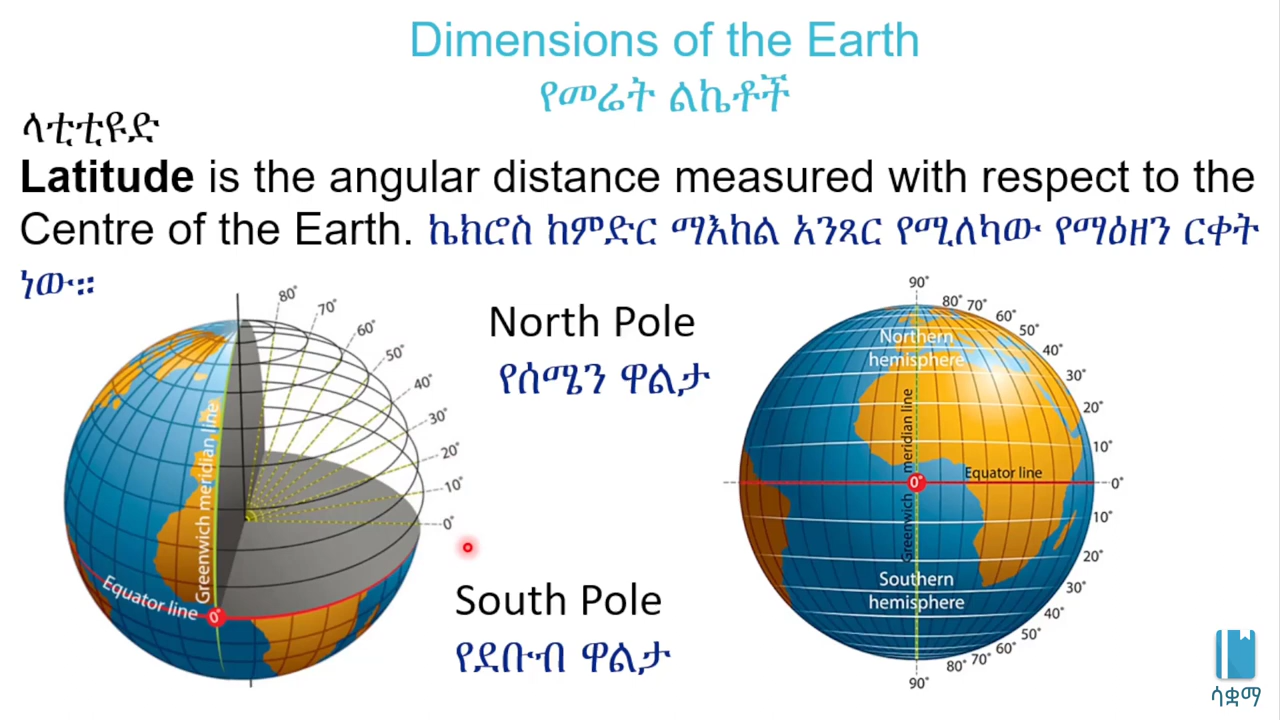 Dimensions of the Earth
የመሬት ልኬቶች
ላቲቲዩድ
Latitude is the angular distance measured with respect to the
Centre of the Earth. ኬክሮስ ከምድር ማእከል አንጻር የሚለካው የማዕዘን ርቀት
ነው።
80°
70°
60°
50°
40°
30°
20°
10°
0°
Greenwich meridian line
Equator line
0°
North Pole
የሰሜን ዋልታ
South Pole
የደቡብ ዋልታ
90°
80° 70°
60°
50°
40°
30°
20°
10°
0°
10°
20°
30°
40°
50°
60°
70°
80°
90°
Northern
hemisphere
Greenwich meridian line
Equator line
0°
Southern
hemisphere
ሳቋማ